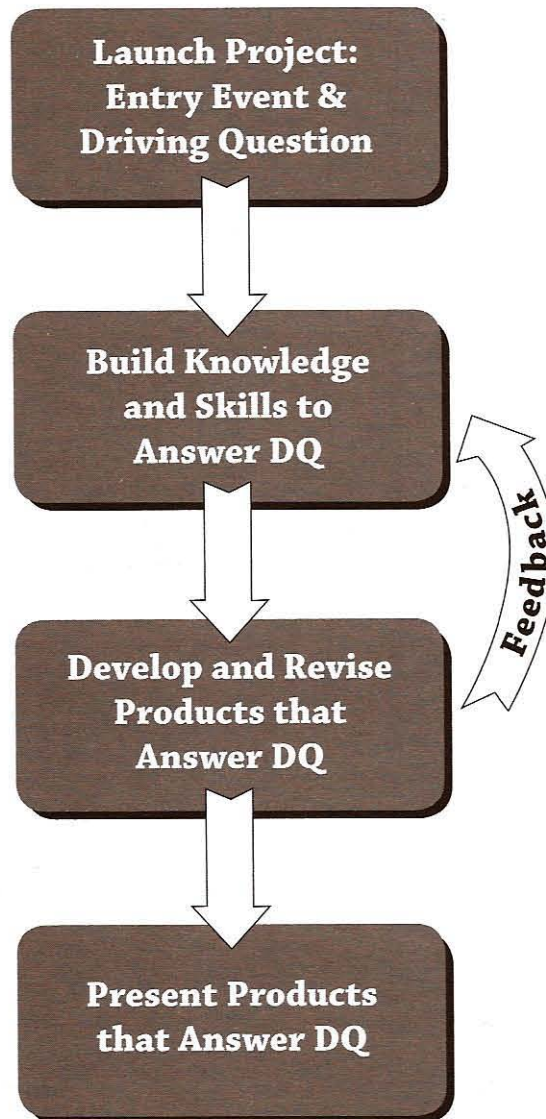 Launch Project:
Entry Event &
Driving Question
Build Knowledge
and Skills to
Answer DQ
Feedback
Develop and Revise
Products that
Answer DQ
Present Products
that Answer DQ